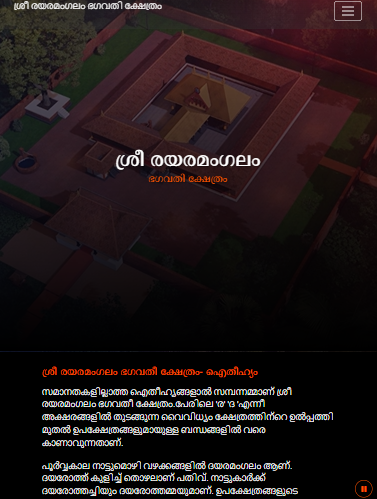 ശ്രീ രയരമംഗലം ഭഗവതി ക്ഷേത്രം
ശ്രീ രയരമംഗലം
ഭഗവതി ക്ഷേത്രം
ശ്രീ രയരമംഗലം ഭഗവതീ ക്ഷേത്രം- ഐതീഹ്യം
സമാനതകളില്ലാത്ത ഐതീഹ്യങ്ങളാൽ സമ്പന്നമ്മാണ് ശ്രീ
രയരമംഗലം ഭഗവതീ ക്ഷേത്രം.പേരിലെ 'ര' 'ദ 'എന്നീ
അക്ഷരങ്ങളിൽ തുടങ്ങുന്ന വൈവിധ്യം ക്ഷേത്രത്തിൻ്റെ ഉൽപ്പത്തി
മുതൽ ഉപക്ഷേത്രങ്ങളുമായുള്ള ബന്ധങ്ങളിൽ വരെ
കാണാവുന്നതാണ്.
പൂർവ്വകാല നാട്ടുമൊഴി വഴക്കങ്ങളിൽ ദയരമംഗലം ആണ്.
ദയരോത്ത് കുളിച്ച് തൊഴലാണ് പതിവ്. നാട്ടുകാർക്ക്
ദയരോത്തച്ചിയും ദയരോത്തമ്മയുമാണ്. ഉപക്ഷേത്രങ്ങളുടെ